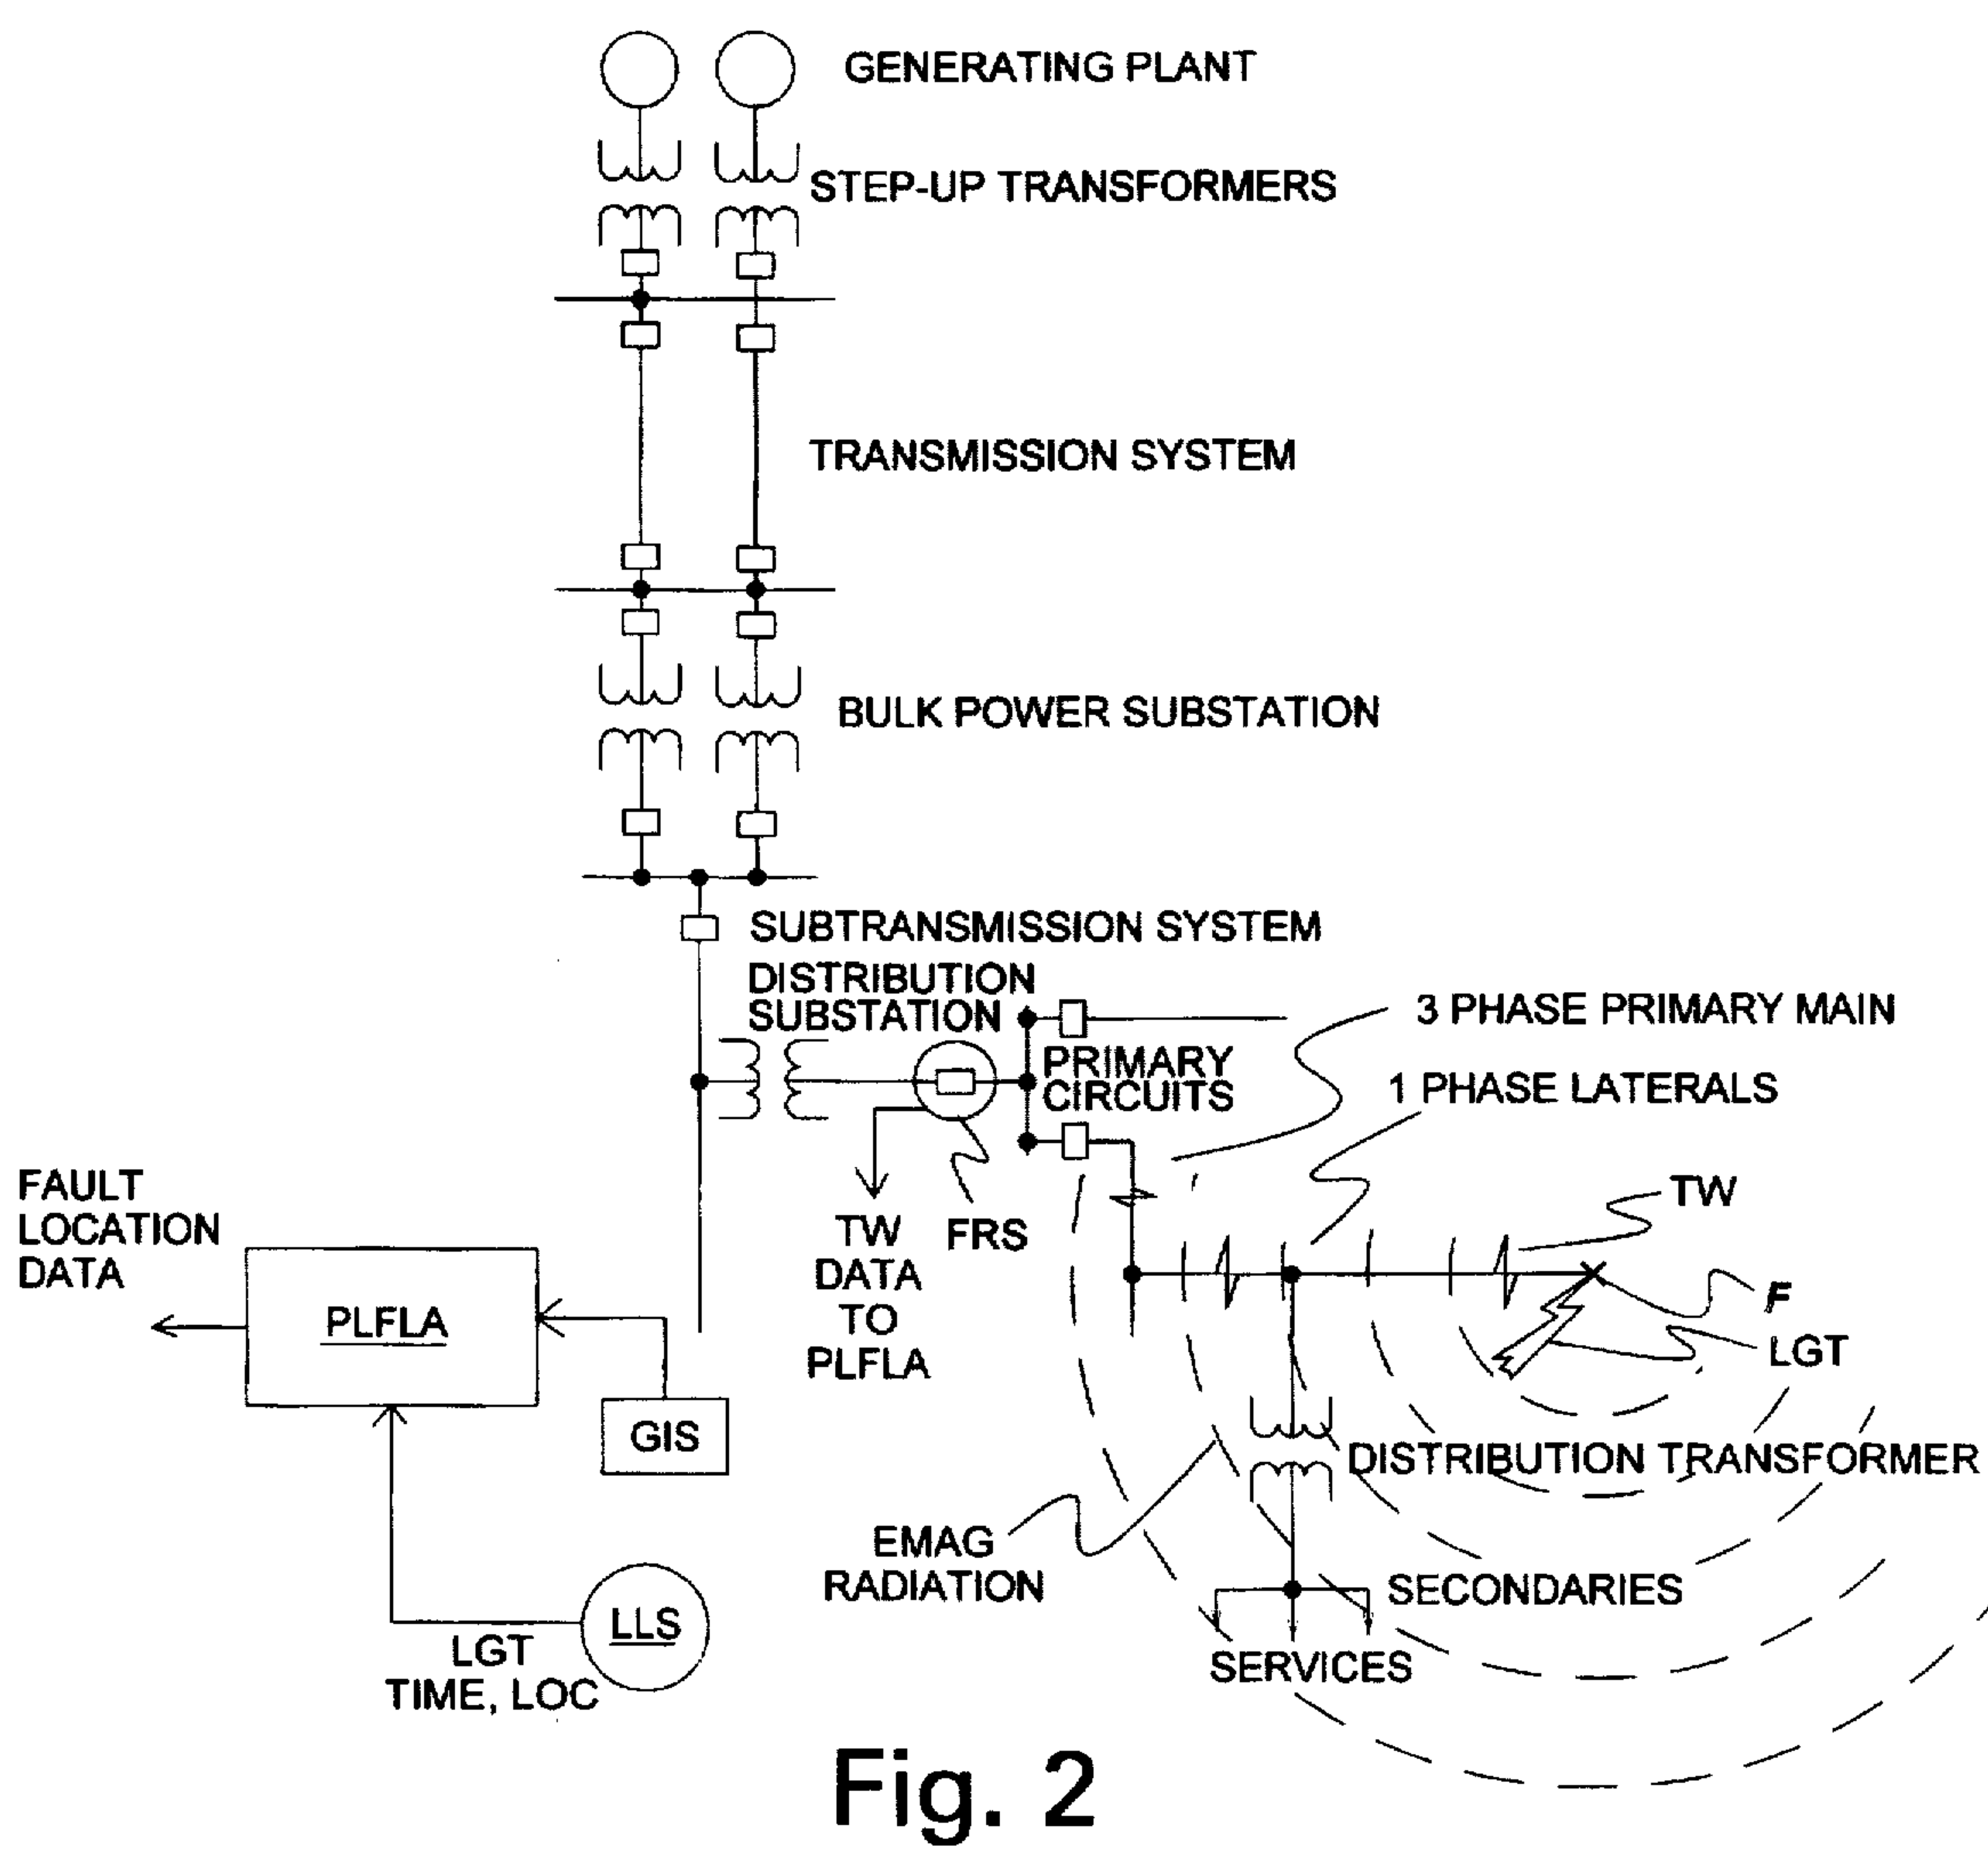 GENERATING PLANT
STEP-UP TRANSFORMERS
TRANSMISSION SYSTEM
BULK POWER SUBSTATION
SUBTRANSMISSION SYSTEM
DISTRIBUTION
SUBSTATION
3 PHASE PRIMARY MAIN
PRIMARY
CIRCUITS
1 PHASE LATERALS
FAULT
LOCATION
DATA
TW
DATA
TO
PLFLA
FRS
TW
F
LGT
PLFLA
GIS
DISTRIBUTION TRANSFORMER
EMAG
RADIATION
SECONDARIES
LLS
LGT
TIME, LOC
SERVICES
Fig. 2